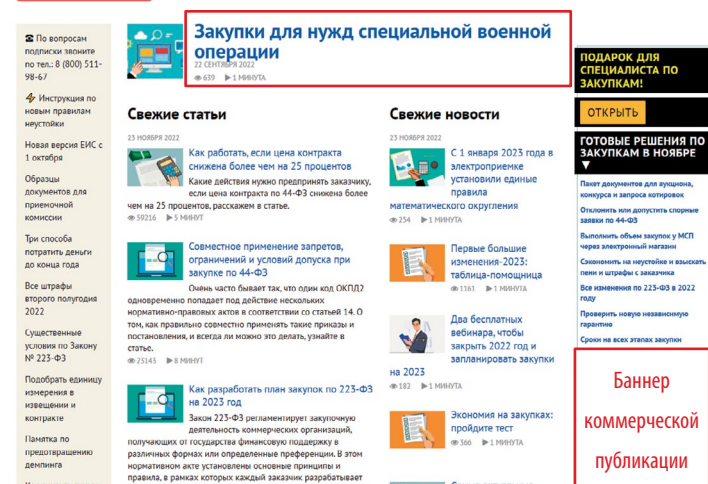 ☎ По вопросам
подписки звоните
по тел.: 8 (800) 511-
98-67
Инструкция по
новым правилам
неустойки
Новая версия ЕИС с
1 октября
Образцы
документов для
приемочной
комиссии
Три способа
потратить деньги
до конца года
Все штрафы
второго полугодия
2022
Существенные
условия по Закону
№ 223-ФЗ
Подобрать единицу
измерения в
извещении и
контракте
Памятка по
предотвращению
демпинга
Закупки для нужд специальной военной
операции
22 СЕНТЯБРЯ 2022
639 ▶ 1 МИНУТА
Свежие статьи
23 НОЯБРЯ 2022
Как работать, если цена контракта
снижена более чем на 25 процентов
Какие действия нужно предпринять заказчику,
если цена контракта по 44-ФЗ снижена более
чем на 25 процентов, расскажем в статье.
59216 ▶ 5 МИНУТ
Совместное применение запретов,
ограничений и условий допуска при
закупке по 44-ФЗ
Очень часто бывает так, что один код ОКПД2
одновременно попадает под действие нескольких
нормативно-правовых актов в соответствии со статьей 14. О
том, как правильно совместно применять такие приказы и
постановления, и всегда ли можно это делать, узнайте в
статье.
23145 ▶ 8 МИНУТ
Как разработать план закупок по 223-ФЗ
на 2023 год
Закон 223-ФЗ регламентирует закупочную
деятельность коммерческих организаций,
получающих от государства финансовую поддержку в
различных формах или определенные преференции. В этом
нормативном акте установлены основные принципы и
правила, в рамках которых каждый заказчик разрабатывает
Свежие новости
23 НОЯБРЯ 2022
С 1 января 2023 года в
электроприемке
установили единые
правила
математического округления
254 ▶ 1 МИНУТА
Первые большие
изменения-2023:
таблица-помощница
1161 ▶ 1 МИНУТА
Два бесплатных
вебинара, чтобы
закрыть 2022 год и
запланировать закупки
на 2023
182 ▶ 1 МИНУТА
Экономия на закупках:
пройдите тест
366 ▶ 1 МИНУТА
ПОДАРОК ДЛЯ
СПЕЦИАЛИСТА ПО
ЗАКУПКАМ!
ОТКРЫТЬ
ГОТОВЫЕ РЕШЕНИЯ ПО
ЗАКУПКАМ В НОЯБРЕ
▼
Пакет документов для аукциона,
конкурса и запроса котировок
Отклонить или допустить спорные
заявки по 44-ФЗ
Выполнить объем закупок у МСП
через электронный магазин
Сэкономить на неустойке и взыскать
пени и штрафы с заказчика
Все изменения по 223-ФЗ в 2022
году
Проверить новую независимую
гарантию
Сроки на всех этапах закупки
Баннер
коммерческой
публикации